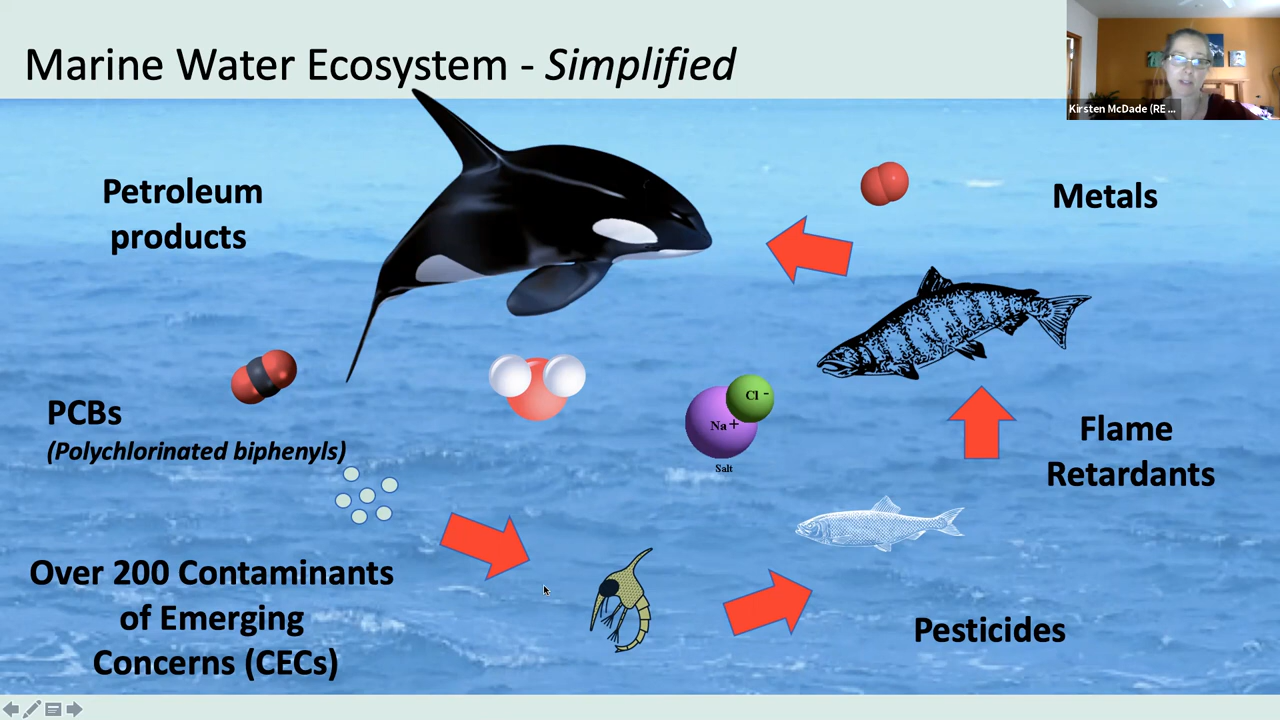 Marine Water Ecosystem - Simplified
Kirsten McDade (RE ...
Petroleum
products
Metals
PCBs
(Polychlorinated biphenyls)
Na +
Cl -
Salt
Flame
Retardants
Over 200 Contaminants
of Emerging
Concerns (CECs)
Pesticides